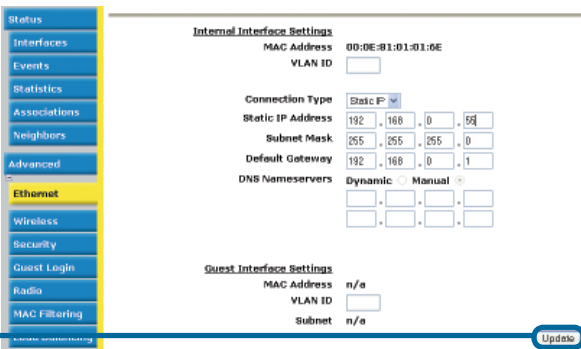 Status
Interfaces
Events
Statistics
Associations
Neighbors
Advanced
Ethernet
Wireless
Security
Guest Login
Radio
MAC Filtering
Load Balancing
Internal Interface Settings
MAC Address 00:0E:81:01:01:6E
VLAN ID
Connection Type Static IP
Static IP Address 192 . 168 . 0 . 55
Subnet Mask 255 . 255 . 255 . 0
Default Gateway 192 . 168 . 0 . 1
DNS Nameservers Dynamic Manual
. . .
. . .
Guest Interface Settings
MAC Address n/a
VLAN ID
Subnet n/a
Update